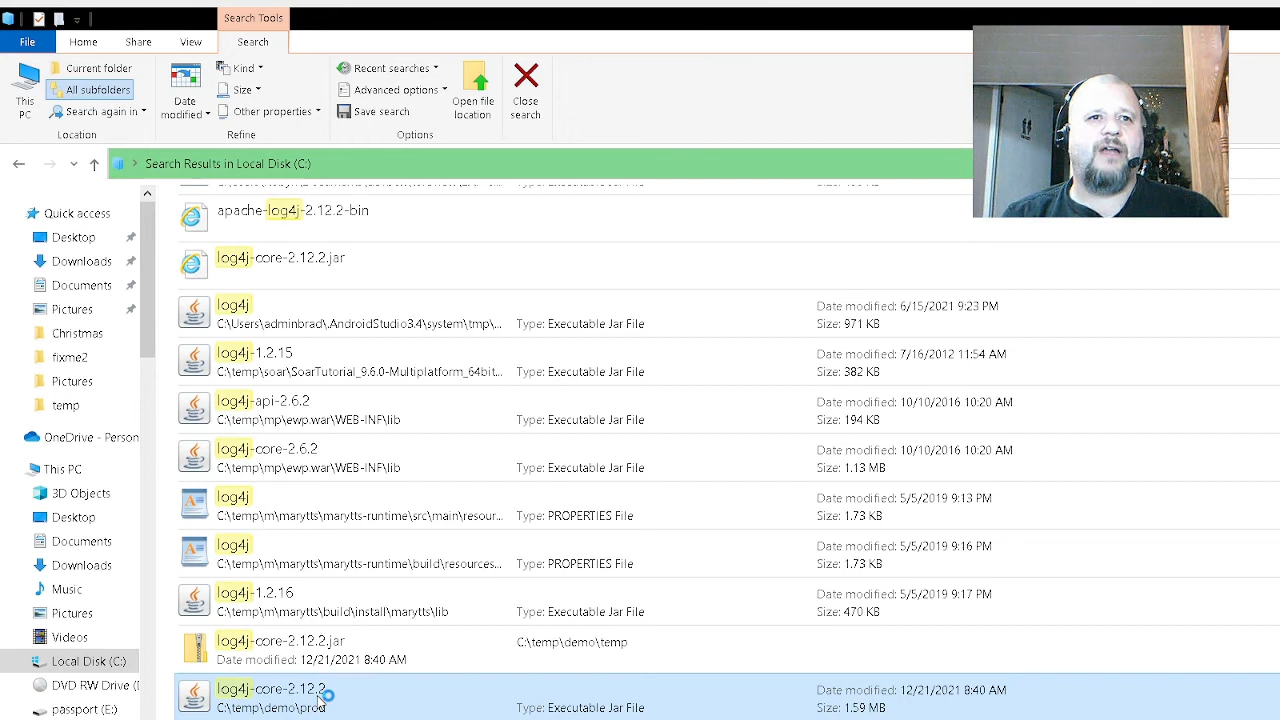 Search Tools
File
Home
Share
View
Search
This PC
Current folder
All subfolders
Search again in
Location
Date modified
Kind
Size
Other properties
Refine
Recent searches
Advanced options
Save search
Options
Open file location
Close search
Search Results in Local Disk (C:)
Quick access
Desktop
Downloads
Documents
Pictures
Christmas
fixme2
Pictures
temp
OneDrive - Person
This PC
3D Objects
Desktop
Documents
Downloads
Music
Pictures
Videos
Local Disk (C:)
DVD RW Drive (
passport (E:)
apache-log4j-2.12.2-bin
log4j-core-2.12.2.jar
log4j
C:\Users\adminbrad\.AndroidStudio3.4\system\tmp\... Type: Executable Jar File
Date modified: 6/15/2021 9:23 PM
Size: 971 KB
log4j-1.2.15
C:\temp\soar\SoarTutorial_9.6.0-Multiplatform_64bit... Type: Executable Jar File
Date modified: 7/16/2012 11:54 AM
Size: 382 KB
log4j-api-2.6.2
C:\temp\mp\ewp.war\WEB-INF\lib Type: Executable Jar File
Date modified: 10/10/2016 10:20 AM
Size: 194 KB
log4j-core-2.6.2
C:\temp\mp\ewp.war\WEB-INF\lib Type: Executable Jar File
Date modified: 10/10/2016 10:20 AM
Size: 1.13 MB
log4j
C:\temp\m\marytts\marytts-runtime\src\main\resour... Type: PROPERTIES File
Date modified: 5/5/2019 9:13 PM
Size: 1.73 KB
log4j
C:\temp\m\marytts\marytts-runtime\build\resources... Type: PROPERTIES File
Date modified: 5/5/2019 9:16 PM
Size: 1.73 KB
log4j-1.2.16
C:\temp\m\marytts\build\install\marytts\lib Type: Executable Jar File
Date modified: 5/5/2019 9:17 PM
Size: 470 KB
log4j-core-2.12.2.jar
Date modified: 12/21/2021 8:40 AM
C:\temp\demo\temp
log4j-core-2.12.2
C:\temp\demo\prod Type: Executable Jar File
Date modified: 12/21/2021 8:40 AM
Size: 1.59 MB